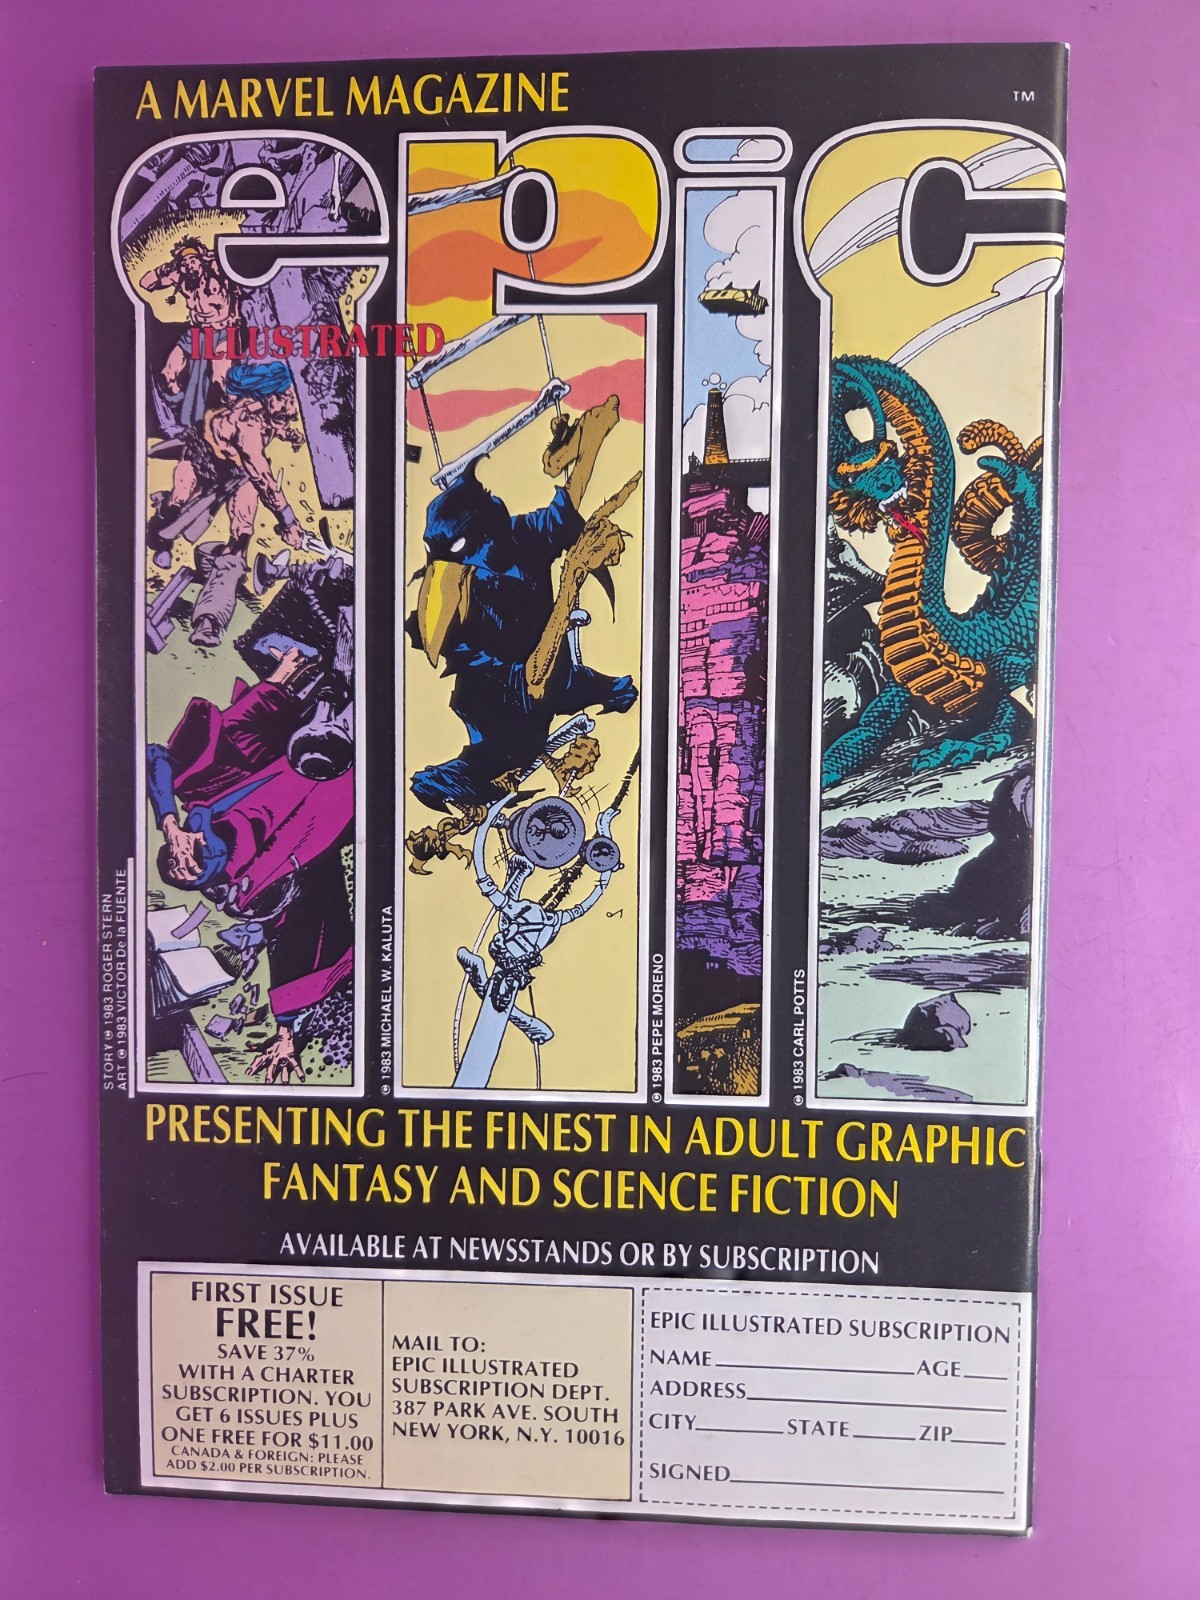 A MARVEL MAGAZINE
TM
epic
ILLUSTRATED
STORY © 1983 ROGER STERN
ART © 1983 VICTOR De la FUENTE
© 1983 MICHAEL W. KALUTA
© 1983 PEPE MORENO
© 1983 CARL POTTS
PRESENTING THE FINEST IN ADULT GRAPHIC
FANTASY AND SCIENCE FICTION
AVAILABLE AT NEWSSTANDS OR BY SUBSCRIPTION
FIRST ISSUE
FREE!
SAVE 37%
WITH A CHARTER
SUBSCRIPTION. YOU
GET 6 ISSUES PLUS
ONE FREE FOR $11.00
CANADA & FOREIGN: PLEASE
ADD $2.00 PER SUBSCRIPTION.
MAIL TO:
EPIC ILLUSTRATED
SUBSCRIPTION DEPT.
387 PARK AVE. SOUTH
NEW YORK, N.Y. 10016
EPIC ILLUSTRATED SUBSCRIPTION
NAME AGE
ADDRESS
CITY STATE ZIP
SIGNED